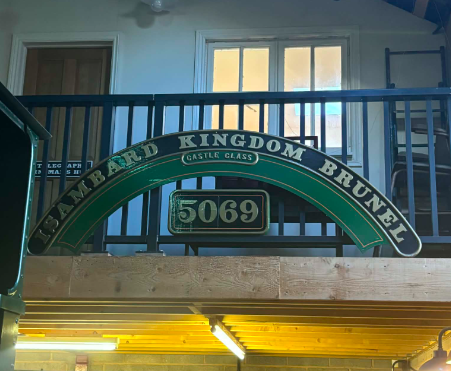 ISAMBARD KINGDOM BRUNEL
CASTLE CLASS
5069